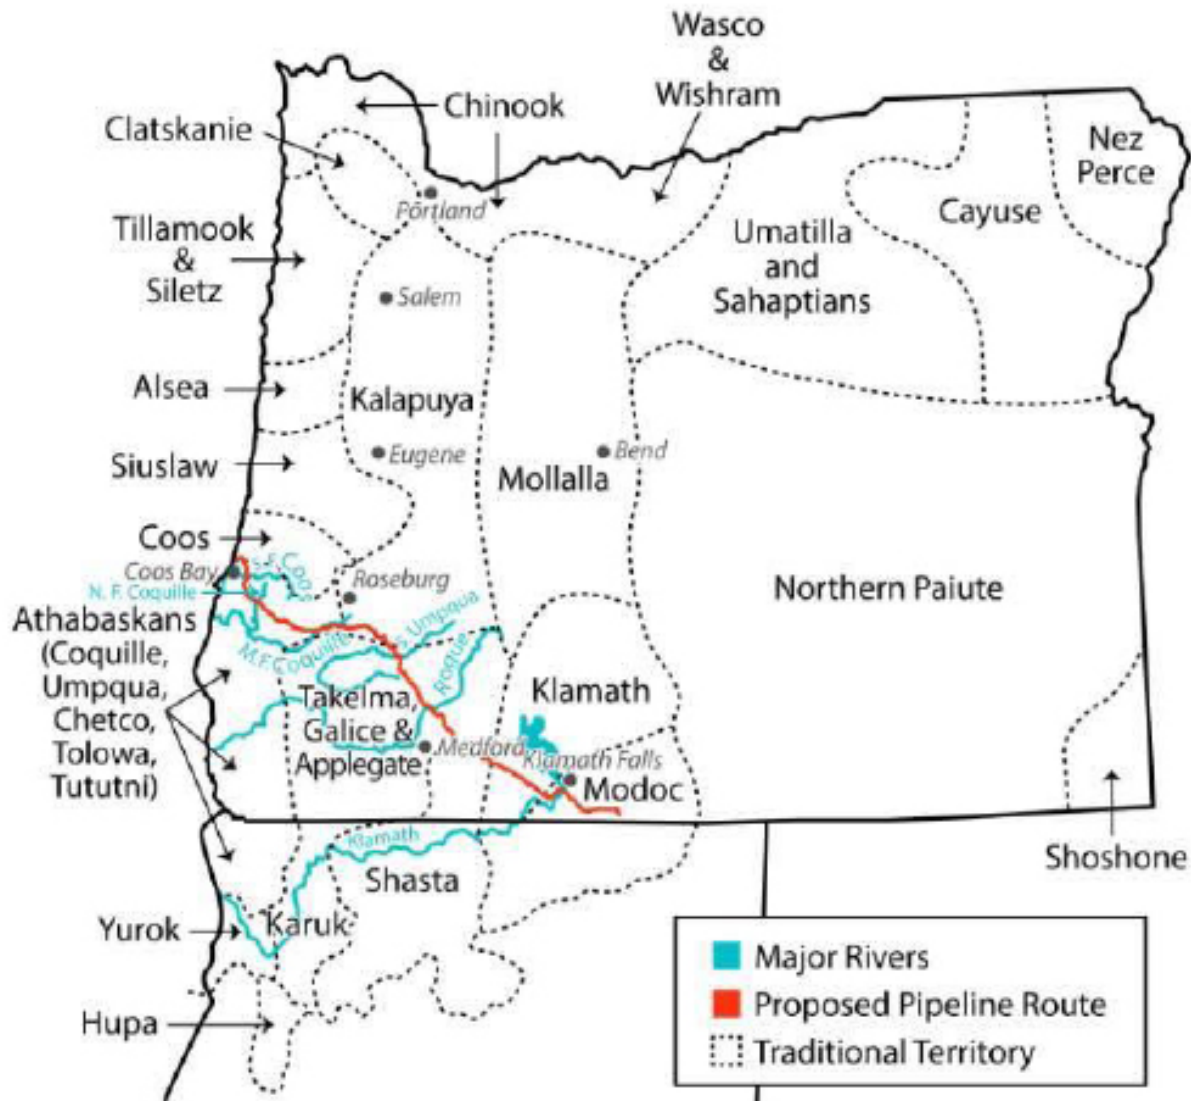 Wasco
&
Wishram
Chinook
Clatskanie
Nez
Perce
Portland
Cayuse
Tillamook
&
Siletz
Umatilla
and
Sahaptians
Salem
Alsea
Kalapuya
Siuslaw
Eugene
Bend
Mollalla
Coos
S.F. Coos
Coos Bay
Roseburg
N. F. Coquille
Northern Paiute
Athabaskans
(Coquille,
Umpqua,
Chetco,
Tolowa,
Tututni)
S. Umpqua
M.F. Coquille
Rogue
Klamath
Takelma,
Galice &
Applegate
Medford
Klamath Falls
Modoc
Klamath
Shoshone
Shasta
Yurok
Karuk
Hupa
Major Rivers
Proposed Pipeline Route
Traditional Territory